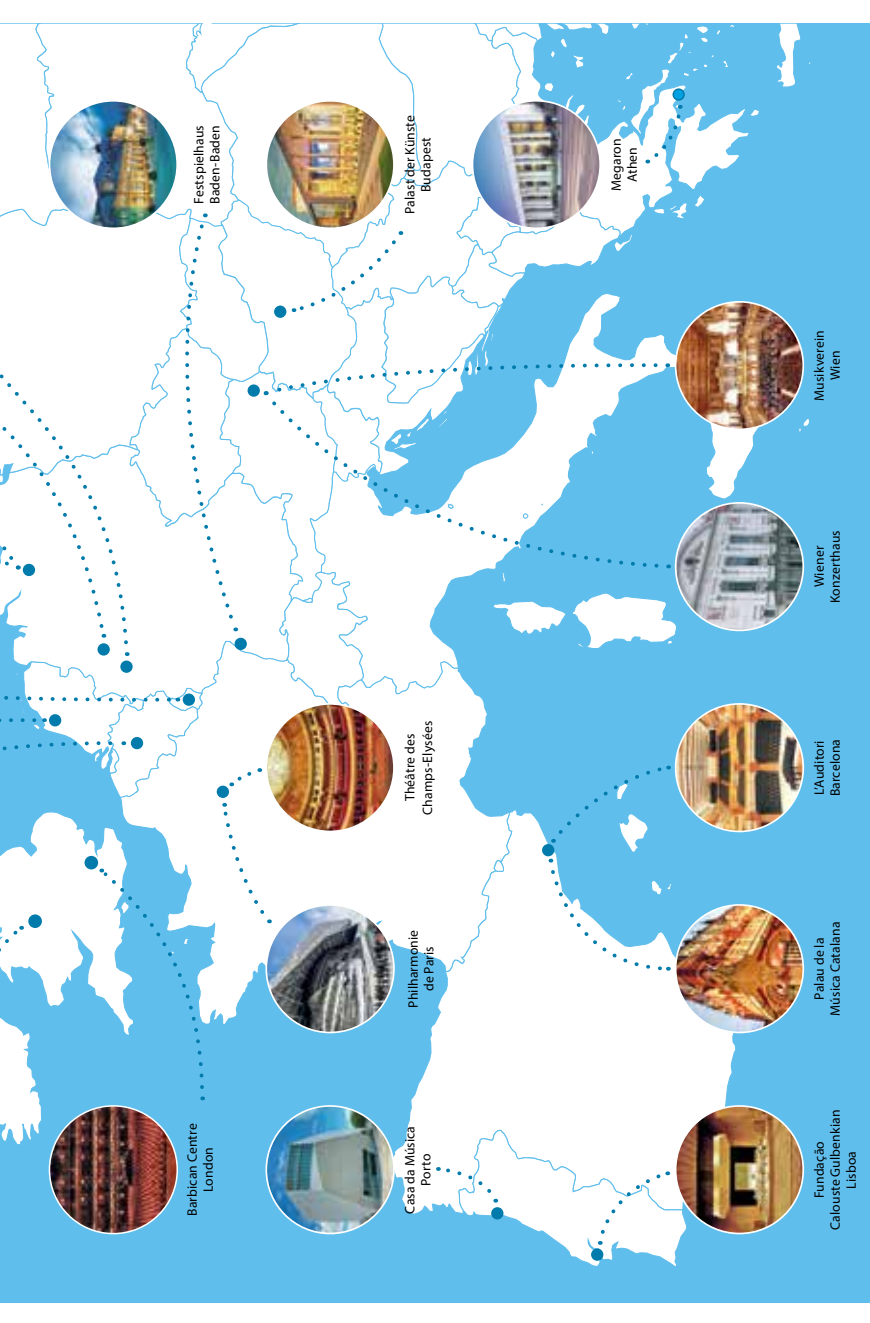 Barbican Centre
London
Festspielhaus
Baden-Baden
Casa da Música
Porto
Philharmonie
de Paris
Théâtre des
Champs-Elysées
Palast der Künste
Budapest
Megaron
Athen
Fundação
Calouste Gulbenkian
Lisboa
Palau de la
Música Catalana
L'Auditori
Barcelona
Wiener
Konzerthaus
Musikverein
Wien